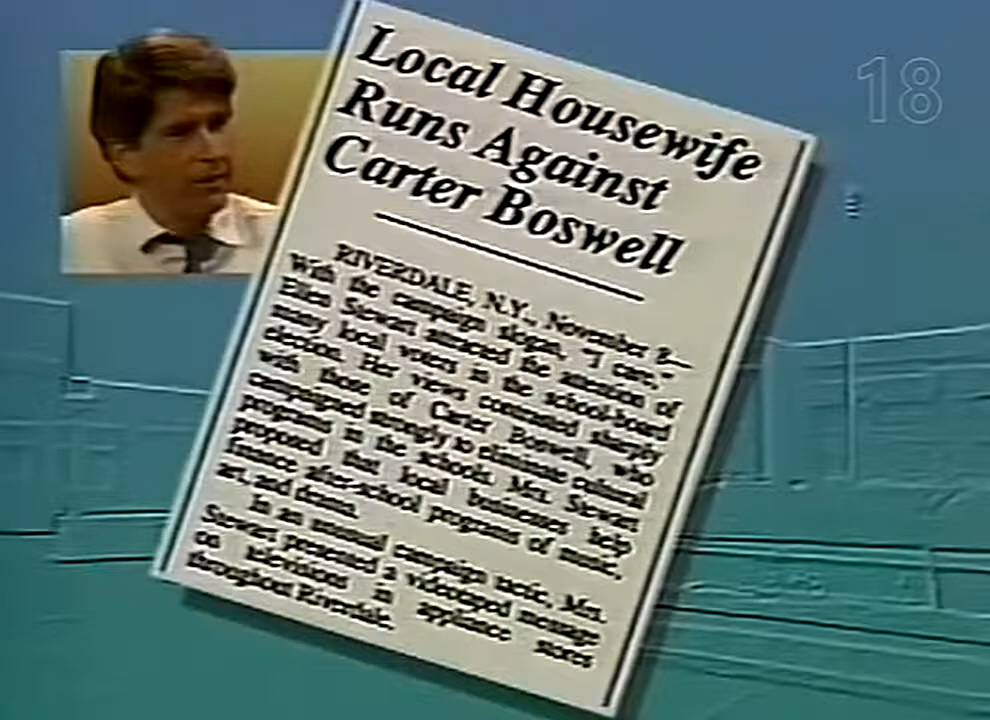 18
Local Housewife
Runs Against
Carter Boswell
RIVERDALE, N.Y., November 8—
With the campaign slogan, "I care,"
Ellen Stewart attracted the attention of
many local voters in the school-board
election. Her views contrasted sharply
with those of Carter Boswell, who
campaigned strongly to eliminate cultural
programs in the schools. Mrs. Stewart
proposed that local businesses help
finance after-school programs of music,
art, and drama.
In an unusual campaign tactic, Mrs.
Stewart presented a videotaped message
on televisions in appliance stores
throughout Riverdale.